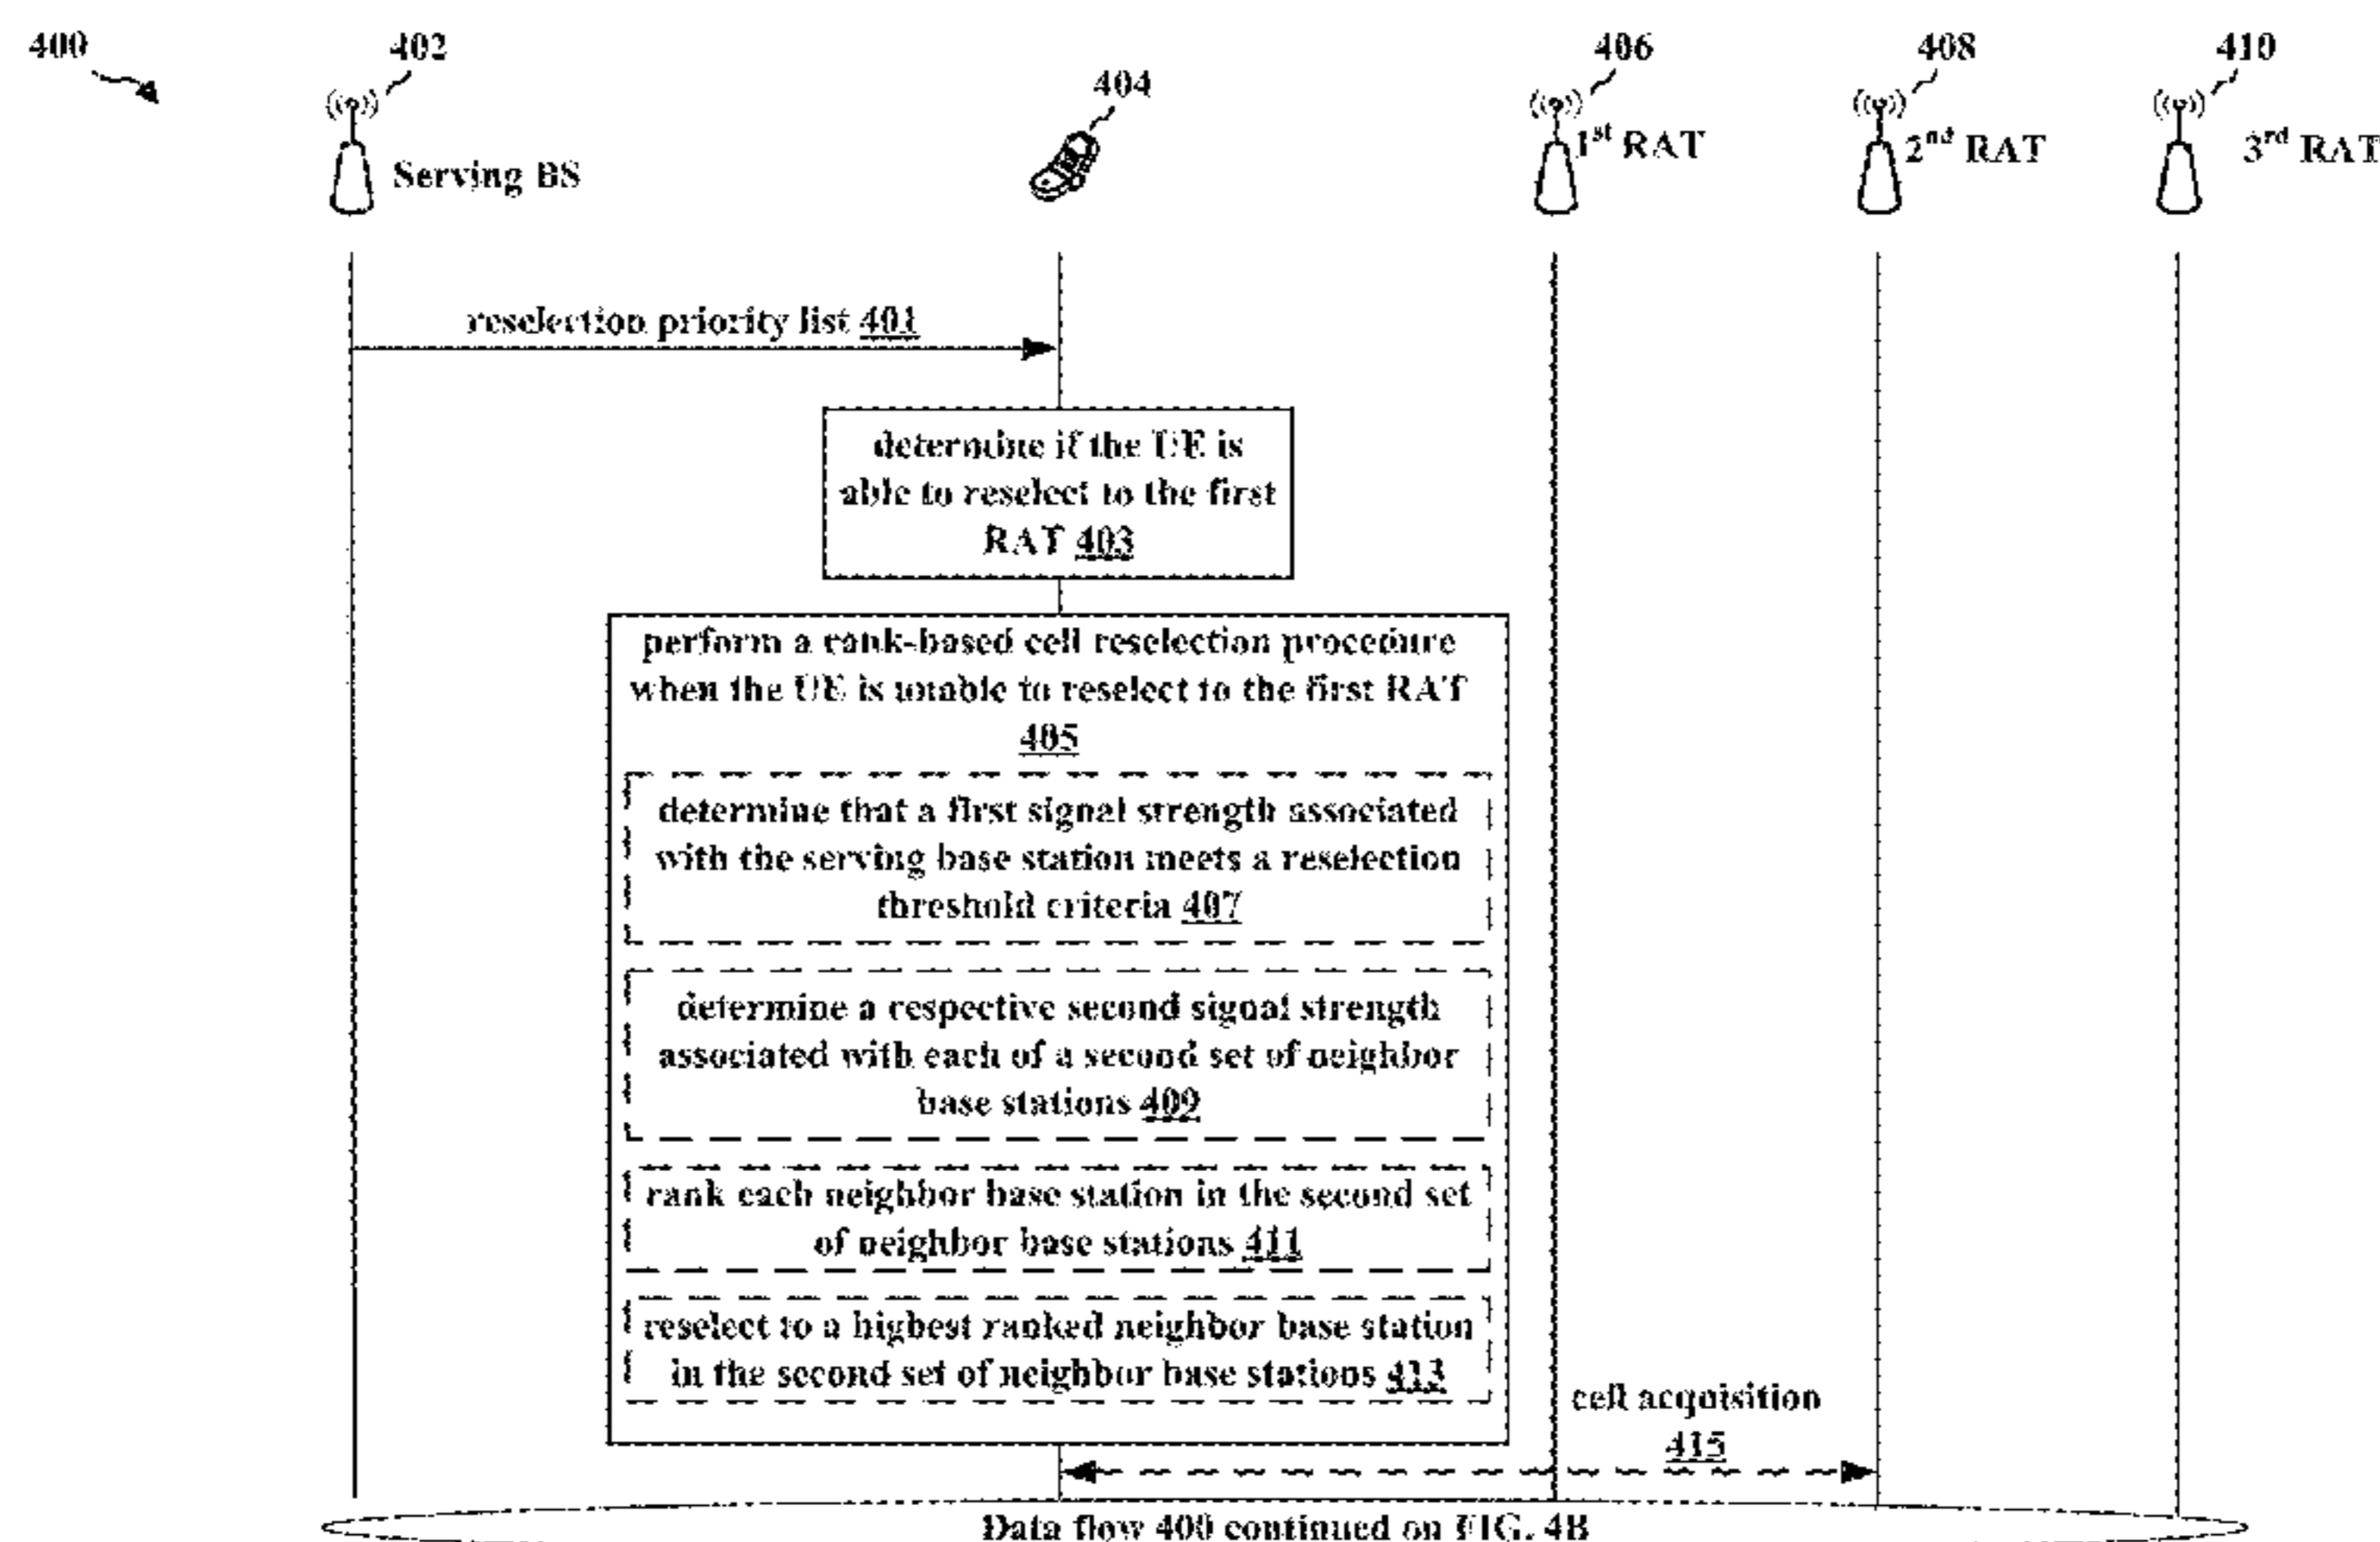 400
402
404
406
408
410
Serving BS
1st RAT
2nd RAT
3rd RAT
reselection priority list 401
determine if the UE is
able to reselect to the first
RAT 403
perform a rank-based cell reselection procedure
when the UE is unable to reselect to the first RAT
405
determine that a first signal strength associated
with the serving base station meets a reselection
threshold criteria 407
determine a respective second signal strength
associated with each of a second set of neighbor
base stations 409
rank each neighbor base station in the second set
of neighbor base stations 411
reselect to a highest ranked neighbor base station
in the second set of neighbor base stations 413
cell acquisition
415
Data flow 400 continued on FIG. 4B